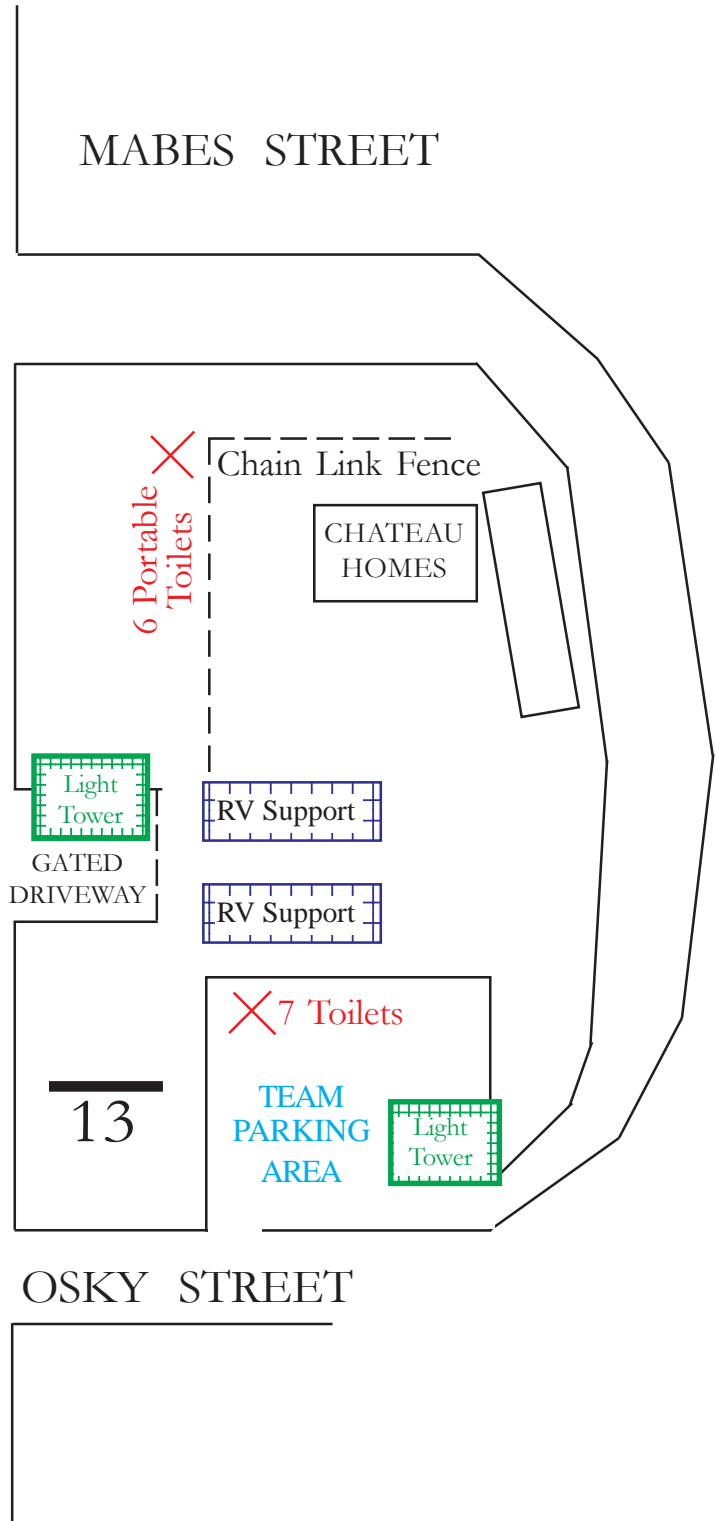 MABES STREET
Chain Link Fence
6 Portable
Toilets
CHATEAU
HOMES
Light
Tower
RV Support
GATED
DRIVEWAY
RV Support
7 Toilets
13
TEAM
PARKING
AREA
Light
Tower
OSKY STREET